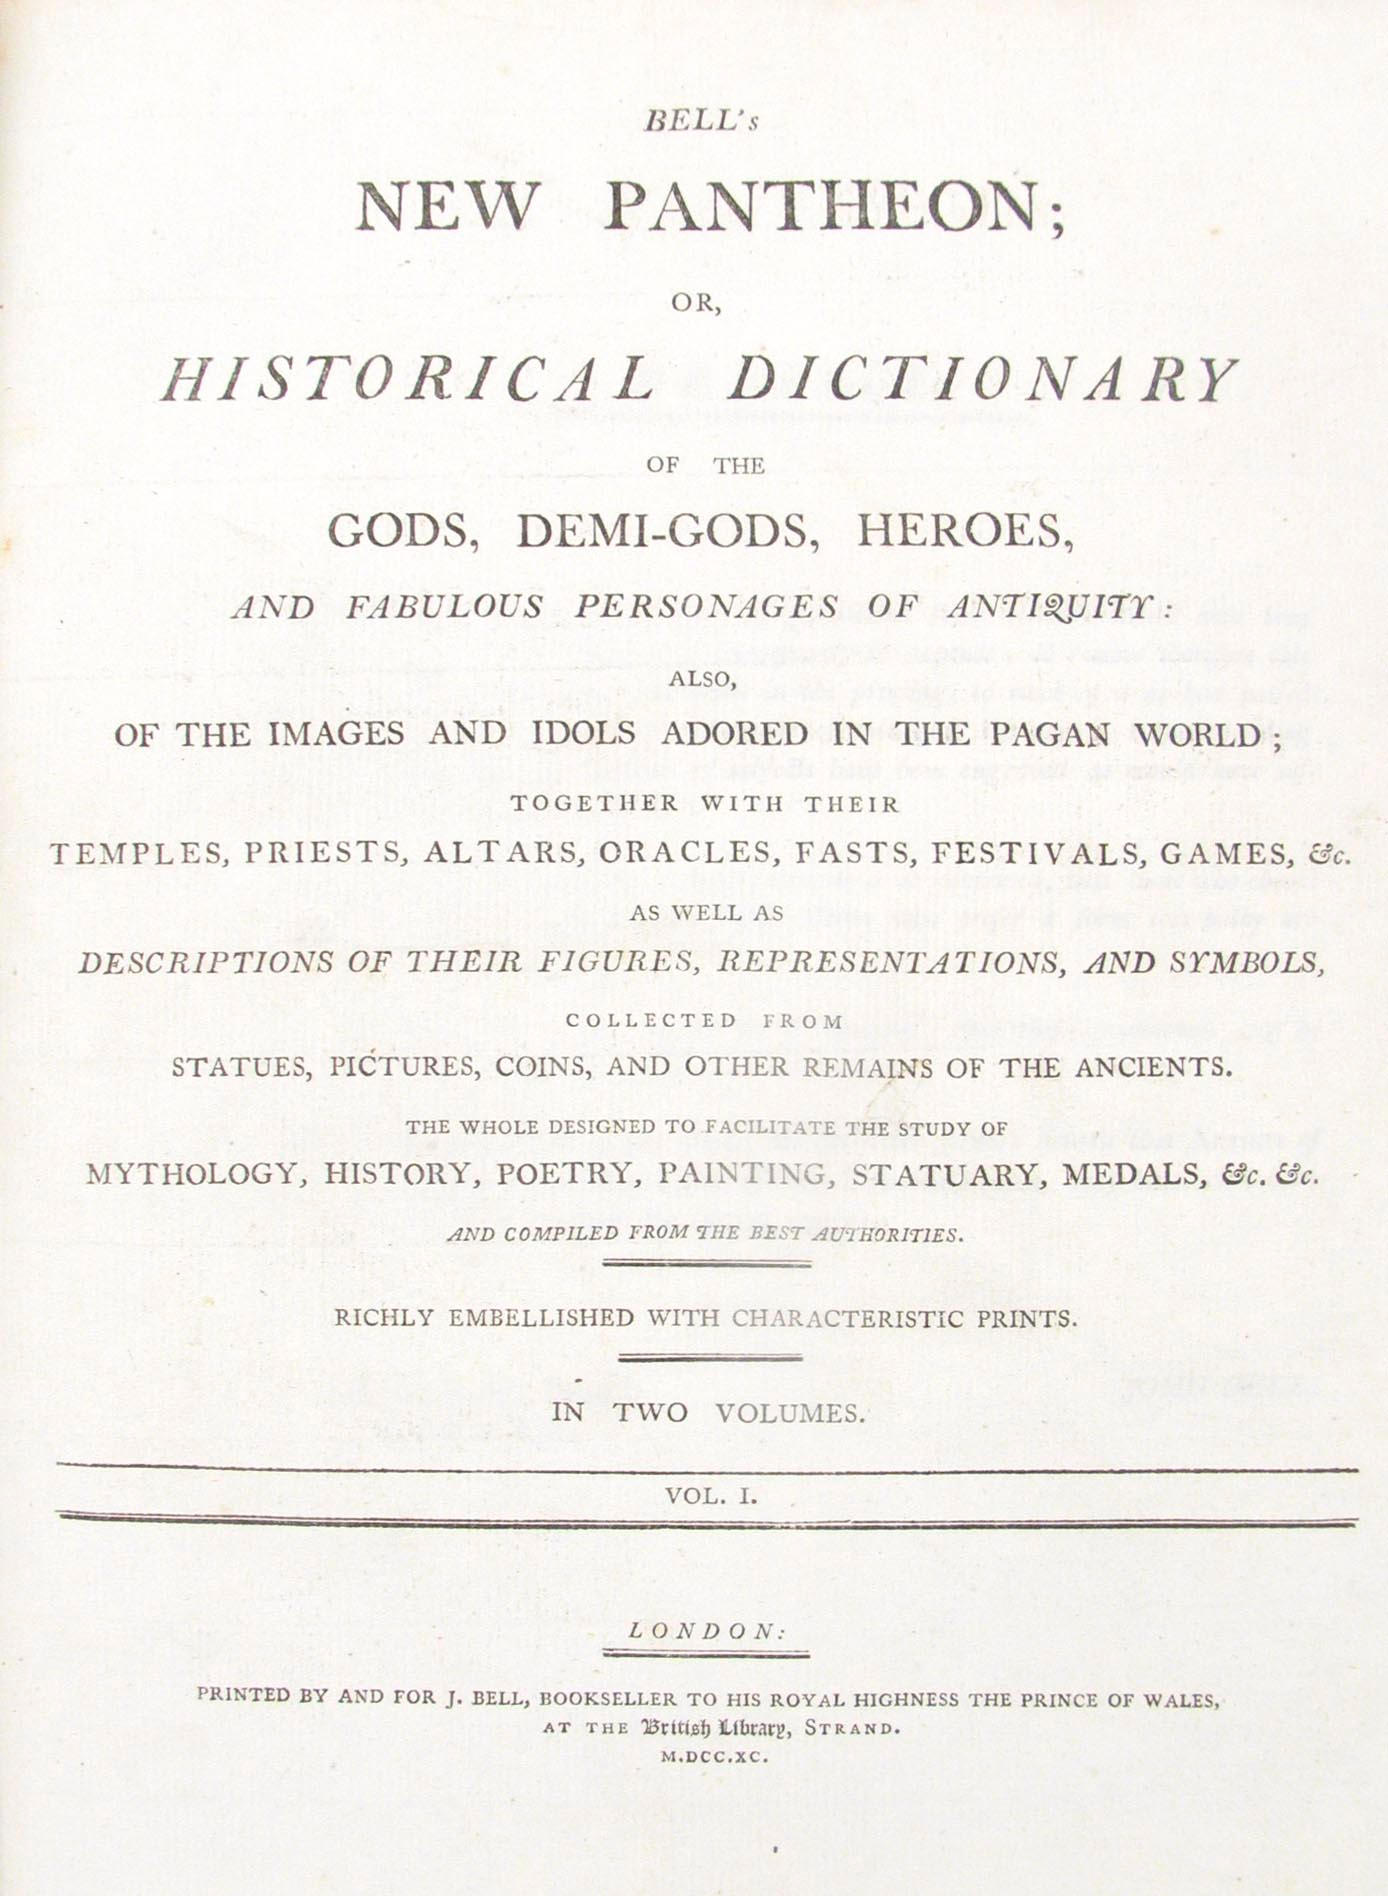 BELL's
NEW PANTHEON;
OR,
HISTORICAL DICTIONARY
OF THE
GODS, DEMI-GODS, HEROES,
AND FABULOUS PERSONAGES OF ANTIQUITY:
ALSO,
OF THE IMAGES AND IDOLS ADORED IN THE PAGAN WORLD;
TOGETHER WITH THEIR
TEMPLES, PRIESTS, ALTARS, ORACLES, FASTS, FESTIVALS, GAMES, &c.
AS WELL AS
DESCRIPTIONS OF THEIR FIGURES, REPRESENTATIONS, AND SYMBOLS,
COLLECTED FROM
STATUES, PICTURES, COINS, AND OTHER REMAINS OF THE ANCIENTS.
THE WHOLE DESIGNED TO FACILITATE THE STUDY OF
MYTHOLOGY, HISTORY, POETRY, PAINTING, STATUARY, MEDALS, &c. &c.
AND COMPILED FROM THE BEST AUTHORITIES.
RICHLY EMBELLISHED WITH CHARACTERISTIC PRINTS.
IN TWO VOLUMES.
VOL. I.
LONDON:
PRINTED BY AND FOR J. BELL, BOOKSELLER TO HIS ROYAL HIGHNESS THE PRINCE OF WALES,
AT THE British Library, STRAND.
M.DCC.XC.